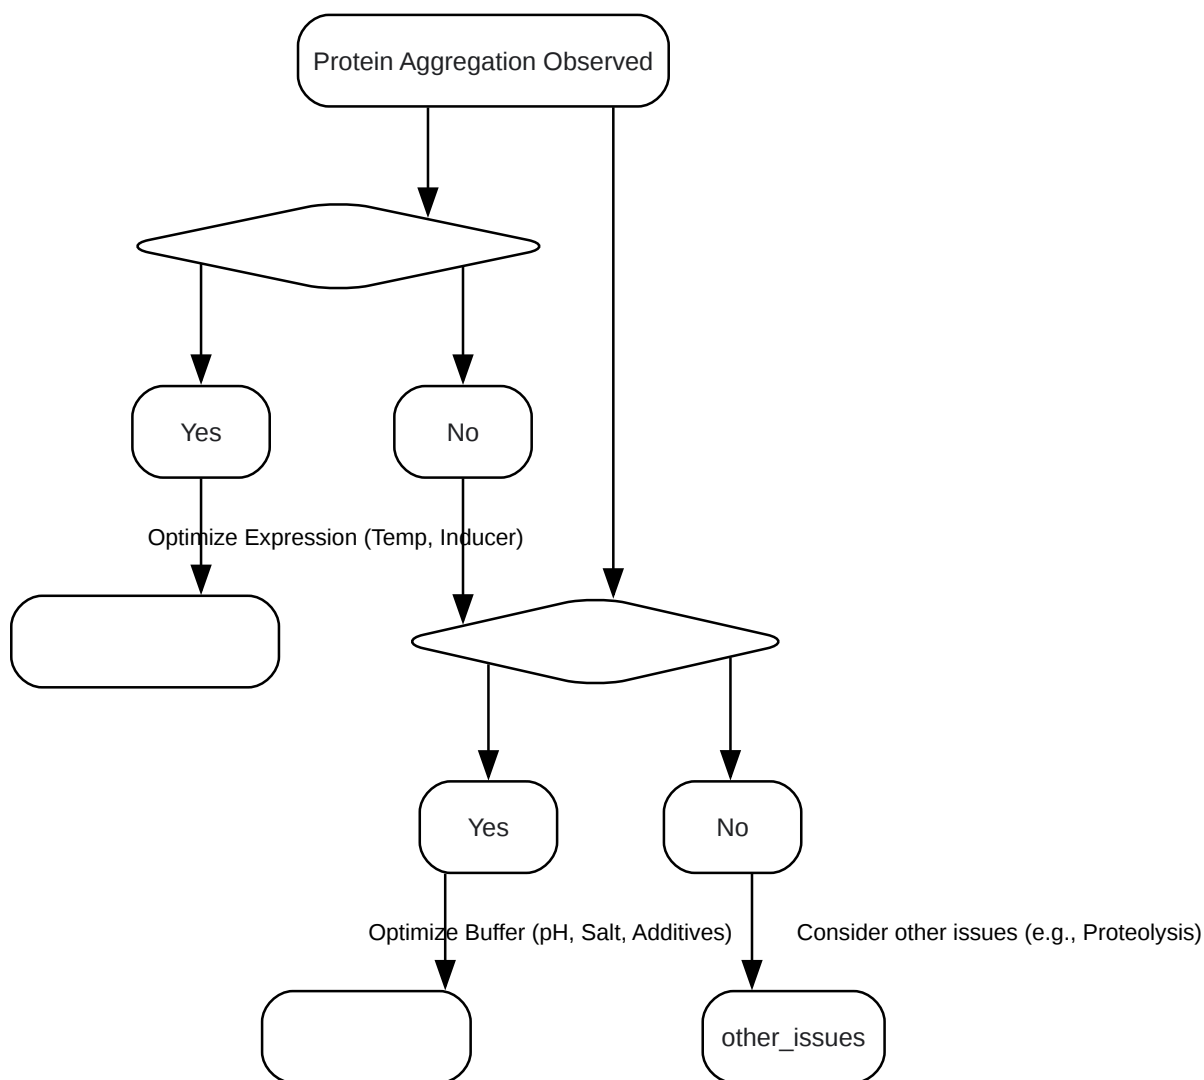 Protein Aggregation Observed
Yes
No
Optimize Expression (Temp, Inducer)
Yes
No
Optimize Buffer (pH, Salt, Additives)
Consider other issues (e.g., Proteolysis)
other_issues